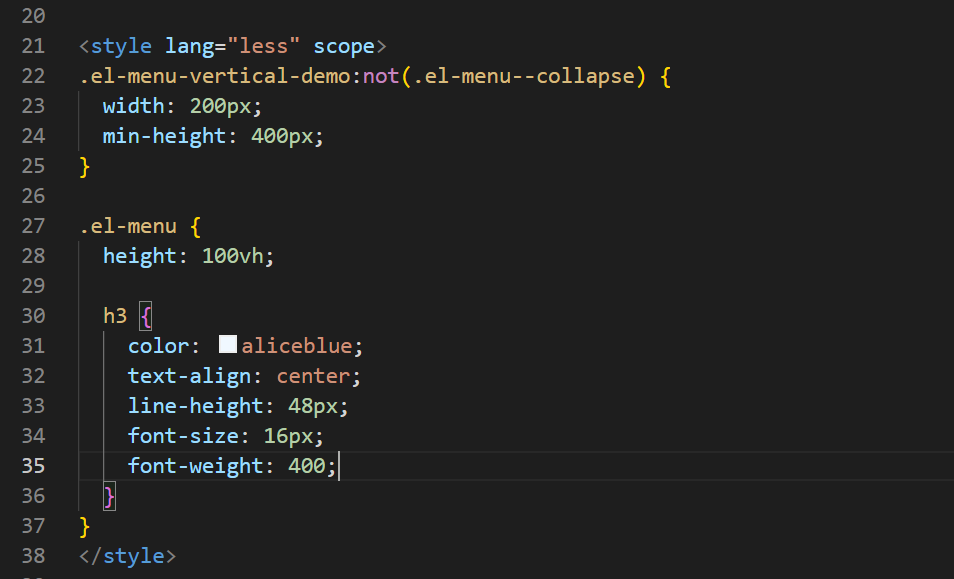 20
21 <style lang="less" scope>
22 .el-menu-vertical-demo:not(.el-menu--collapse) {
23   width: 200px;
24   min-height: 400px;
25 }
26
27 .el-menu {
28   height: 100vh;
29
30   h3 {
31     color: aliceblue;
32     text-align: center;
33     line-height: 48px;
34     font-size: 16px;
35     font-weight: 400;
36   }
37 }
38 </style>